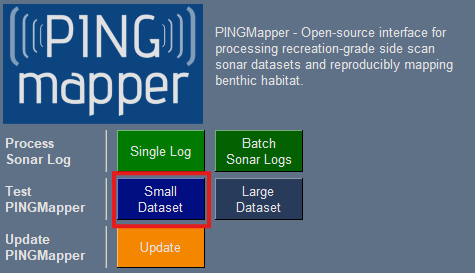 PING
mapper
PINGMapper - Open-source interface for
processing recreation-grade side scan
sonar datasets and reproducibly mapping
benthic habitat.
Process
Sonar Log
Single Log
Batch
Sonar Logs
Test
PINGMapper
Small
Dataset
Large
Dataset
Update
PINGMapper
Update